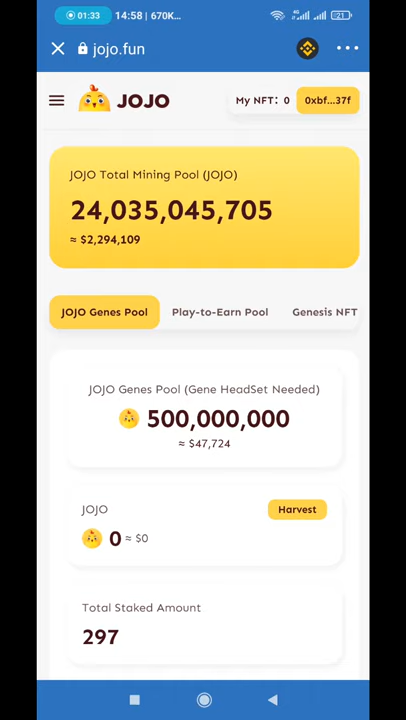 01:33
14:58 | 670K...
4G
21
jojo.fun
JOJO
My NFT: 0
0xbf...37f
JOJO Total Mining Pool (JOJO)
24,035,045,705
≈ $2,294,109
JOJO Genes Pool
Play-to-Earn Pool
Genesis NFT
JOJO Genes Pool (Gene HeadSet Needed)
500,000,000
≈ $47,724
JOJO
Harvest
0 ≈ $0
Total Staked Amount
297